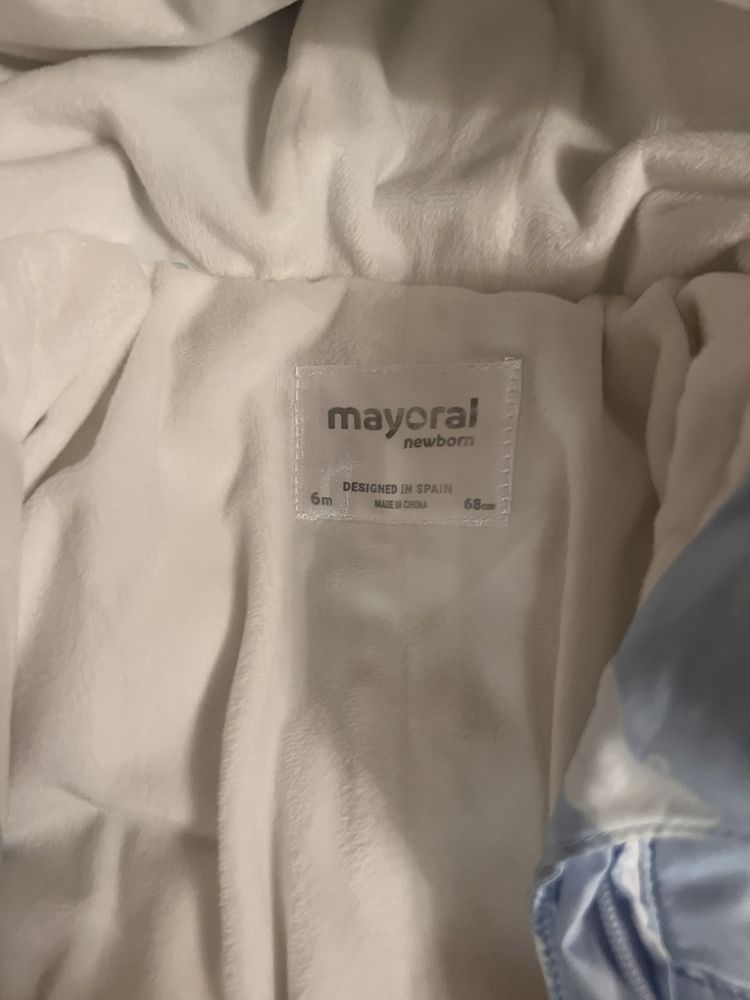 mayoral
newborn
DESIGNED IN SPAIN
6m MADE IN CHINA 68cm